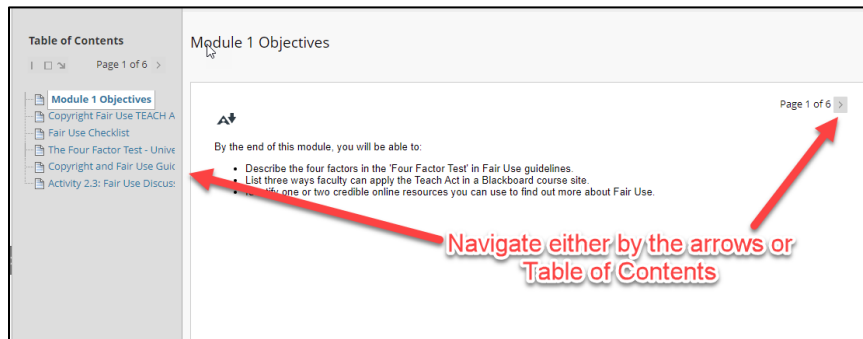 Table of Contents
Page 1 of 6 >
Module 1 Objectives
Copyright Fair Use TEACH A
Fair Use Checklist
The Four Factor Test - Unive
Copyright and Fair Use Guid
Activity 2.3: Fair Use Discus
Module 1 Objectives
Page 1 of 6 >
By the end of this module, you will be able to:
• Describe the four factors in the 'Four Factor Test' in Fair Use guidelines.
• List three ways faculty can apply the Teach Act in a Blackboard course site.
• Identify one or two credible online resources you can use to find out more about Fair Use.
Navigate either by the arrows or
Table of Contents